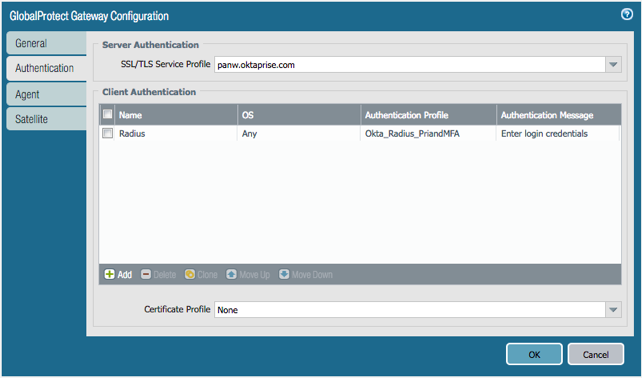 GlobalProtect Gateway Configuration
General
Authentication
Agent
Satellite
Server Authentication
SSL/TLS Service Profile panw.oktaprise.com
Client Authentication
Name OS Authentication Profile Authentication Message
Radius Any Okta_Radius_PriandMFA Enter login credentials
Add Delete Clone Move Up Move Down
Certificate Profile None
OK Cancel